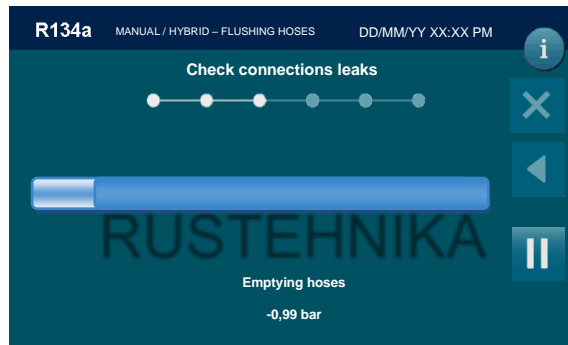 R134a MANUAL / HYBRID – FLUSHING HOSES DD/MM/YY XX:XX PM
i
Check connections leaks
RUSTEHNIKA
Emptying hoses
-0,99 bar